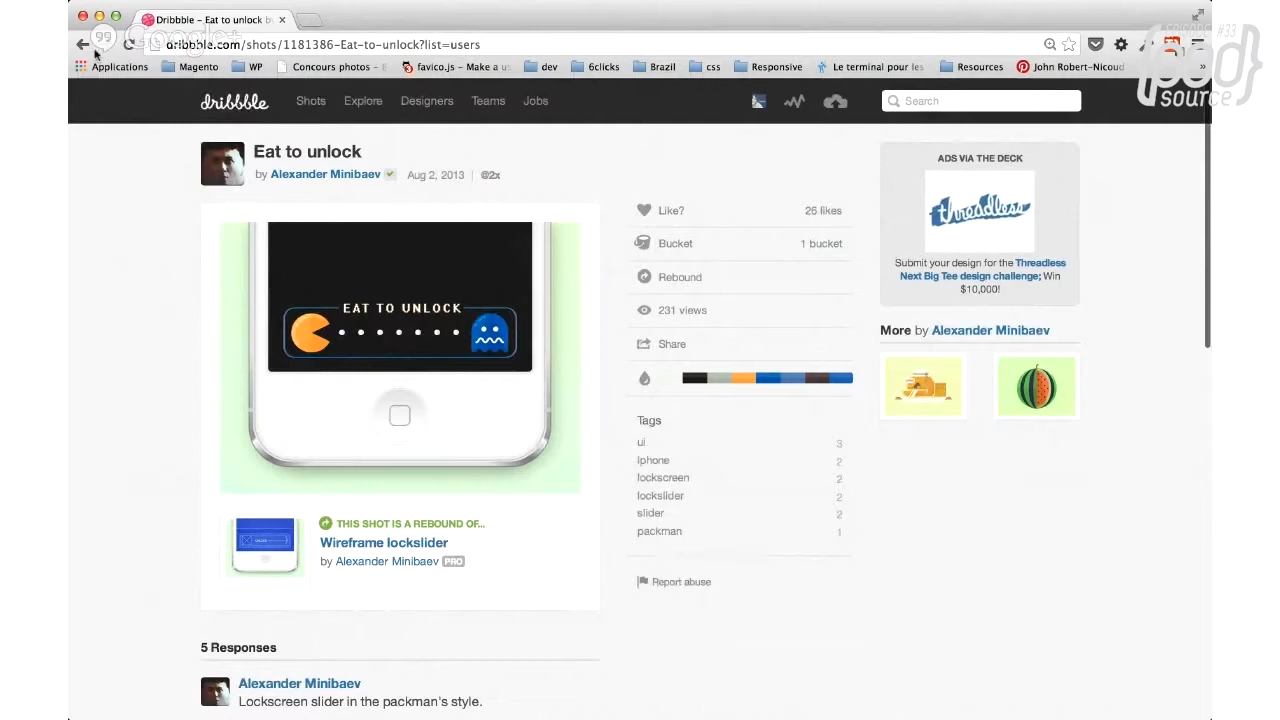 Dribbble - Eat to unlock by
Google+
EPISODE #33
{pod
source}
dribbble.com/shots/1181386-Eat-to-unlock?list=users
Applications
Magento
WP
Concours photos - E
favico.js - Make a us
dev
6clicks
Brazil
css
Responsive
Le terminal pour les
Resources
John Robert-Nicoud
»
dribbble
Shots
Explore
Designers
Teams
Jobs
Search
Eat to unlock
by Alexander Minibaev
Aug 2, 2013
@2x
EAT TO UNLOCK
THIS SHOT IS A REBOUND OF...
Wireframe lockslider
by Alexander Minibaev PRO
5 Responses
Alexander Minibaev
Lockscreen slider in the packman's style.
Like?
26 likes
Bucket
1 bucket
Rebound
231 views
Share
Tags
ui 3
iphone 2
lockscreen 2
lockslider 2
slider 2
packman 1
Report abuse
ADS VIA THE DECK
threadless
Submit your design for the Threadless
Next Big Tee design challenge; Win
$10,000!
More by Alexander Minibaev